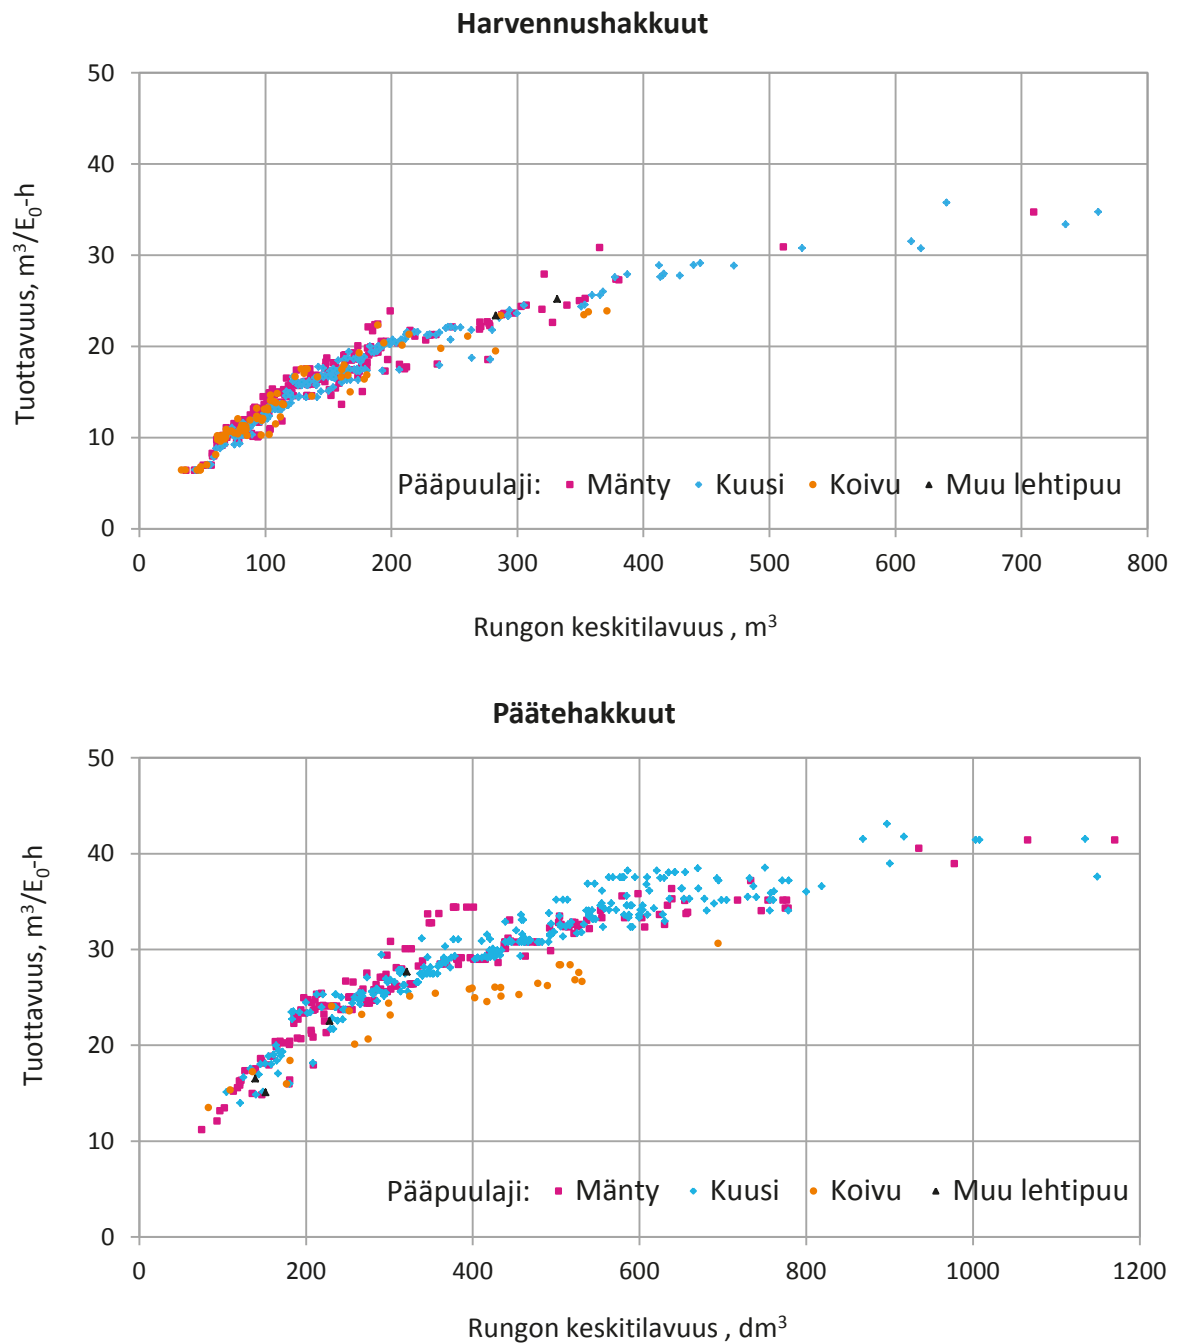 Harvennushakkuut
50
40
30
20
10
0
Tuottavuus, m³/E₀-h
Pääpuulaji: Mänty Kuusi Koivu Muu lehtipuu
0 100 200 300 400 500 600 700 800
Rungon keskitilavuus , m³
Päätehakkuut
50
40
30
20
10
0
Tuottavuus, m³/E₀-h
Pääpuulaji: Mänty Kuusi Koivu Muu lehtipuu
0 200 400 600 800 1000 1200
Rungon keskitilavuus , dm³